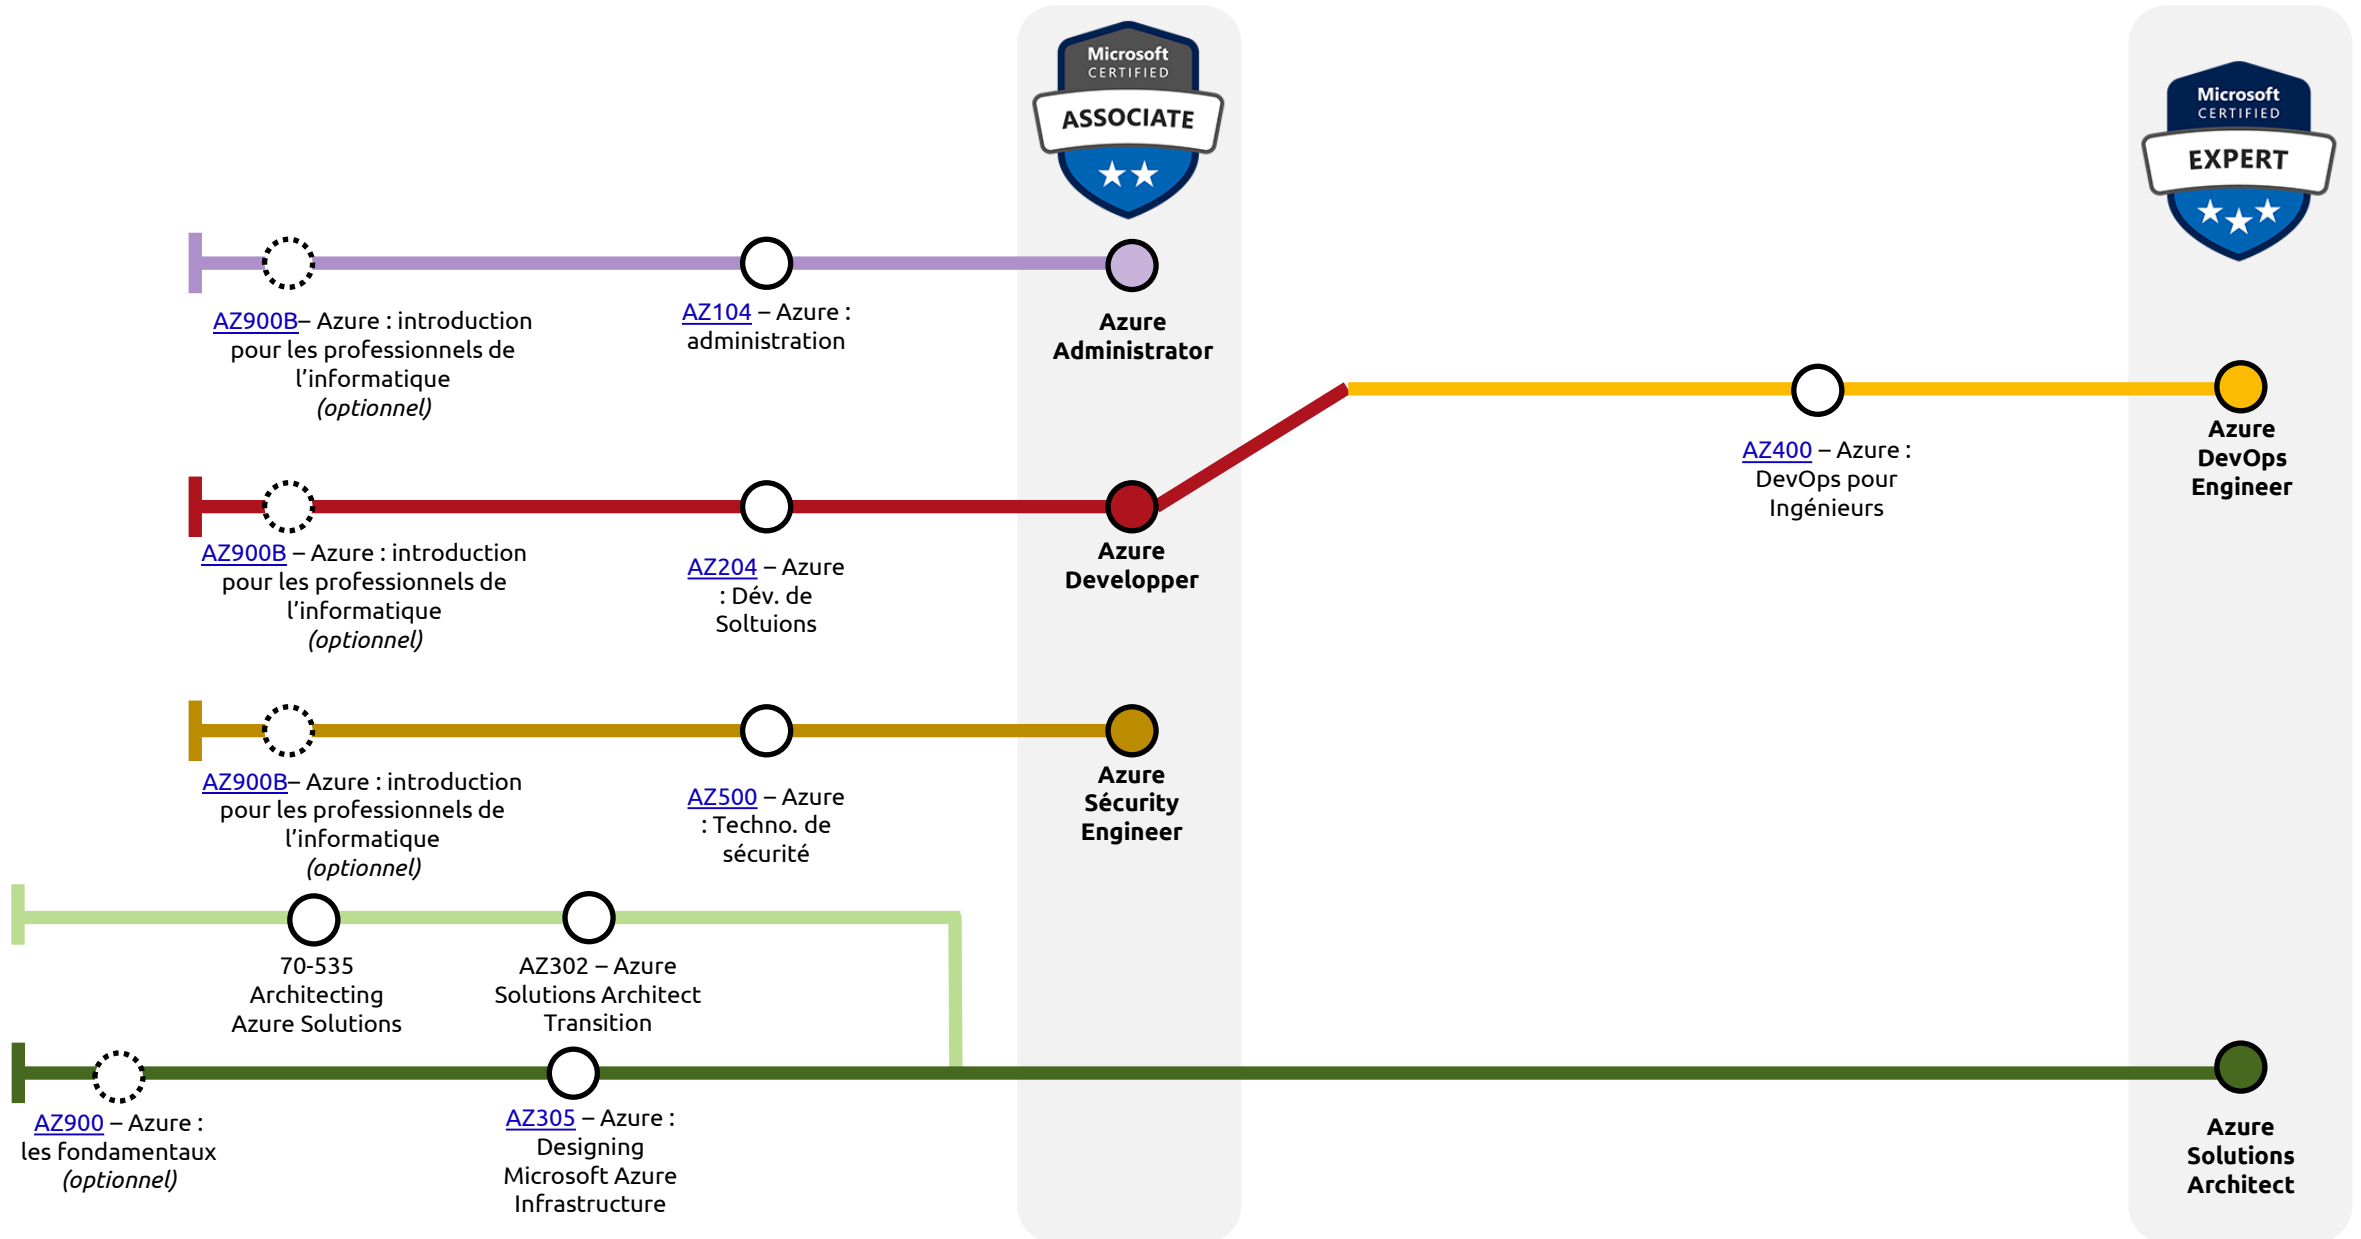 Microsoft
CERTIFIED
ASSOCIATE
Microsoft
CERTIFIED
EXPERT
AZ900B– Azure : introduction
pour les professionnels de
l’informatique
(optionnel)
AZ104 – Azure :
administration
Azure
Administrator
AZ400 – Azure :
DevOps pour
Ingénieurs
Azure
DevOps
Engineer
AZ900B – Azure : introduction
pour les professionnels de
l’informatique
(optionnel)
AZ204 – Azure
: Dév. de
Soltuions
Azure
Developper
AZ900B– Azure : introduction
pour les professionnels de
l’informatique
(optionnel)
AZ500 – Azure
: Techno. de
sécurité
Azure
Sécurity
Engineer
70-535
Architecting
Azure Solutions
AZ302 – Azure
Solutions Architect
Transition
AZ900 – Azure :
les fondamentaux
(optionnel)
AZ305 – Azure :
Designing
Microsoft Azure
Infrastructure
Azure
Solutions
Architect